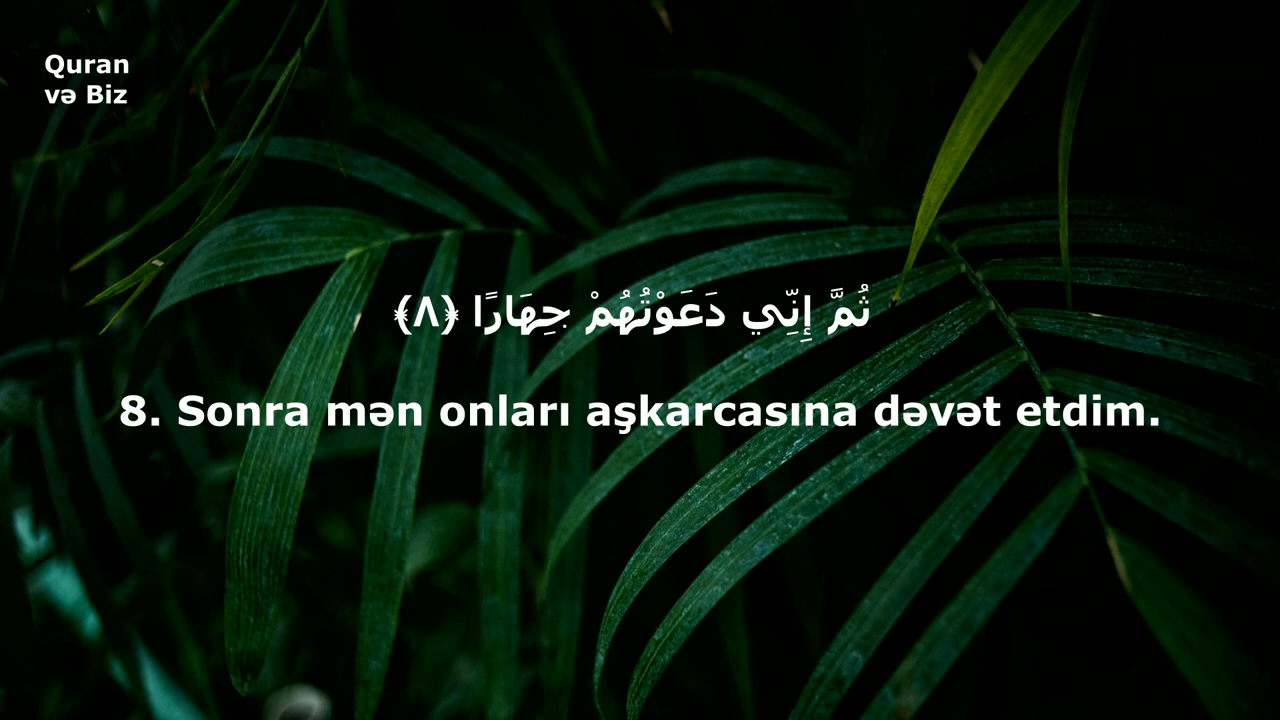 Quran
və Biz
ثُمَّ إِنِّي دَعَوْتُهُمْ جِهَارًا ﴿٨﴾
8. Sonra mən onları aşkarcasına dəvət etdim.